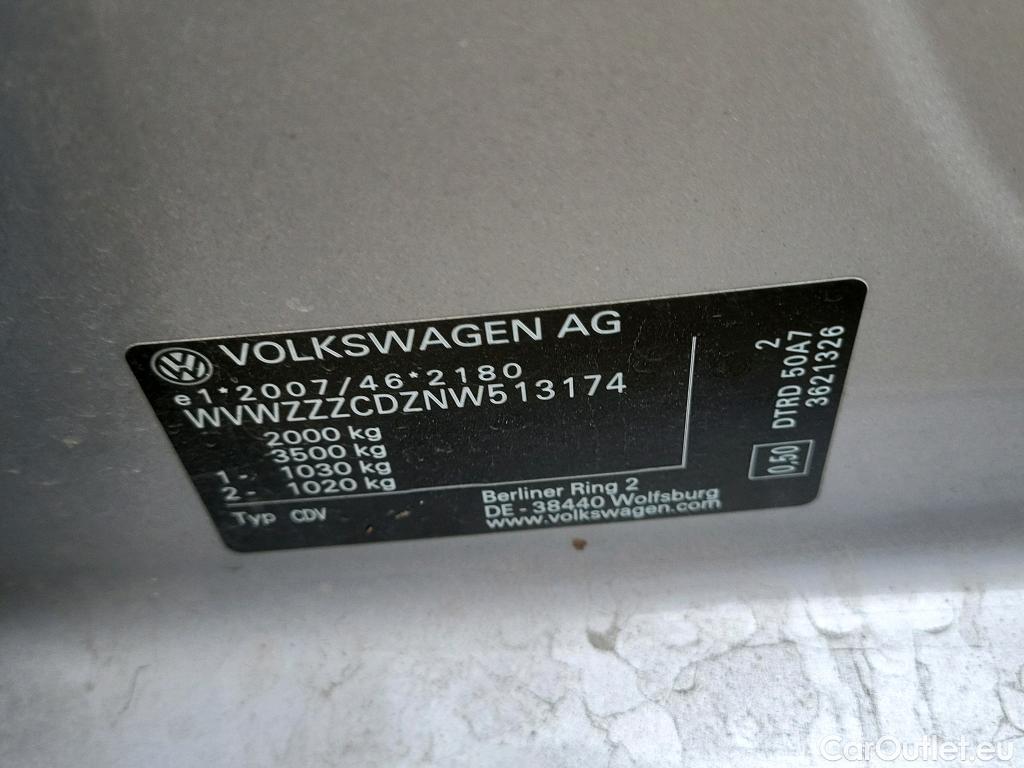 VOLKSWAGEN AG
e1*2007/46*2180
WVWZZZCDZNW513174
2000 kg
3500 kg
1- 1030 kg
2- 1020 kg
Typ CDV
Berliner Ring 2
DE-38440 Wolfsburg
www.volkswagen.com
2
DTRD 50A7
3621326
0,50
CarOutlet.eu